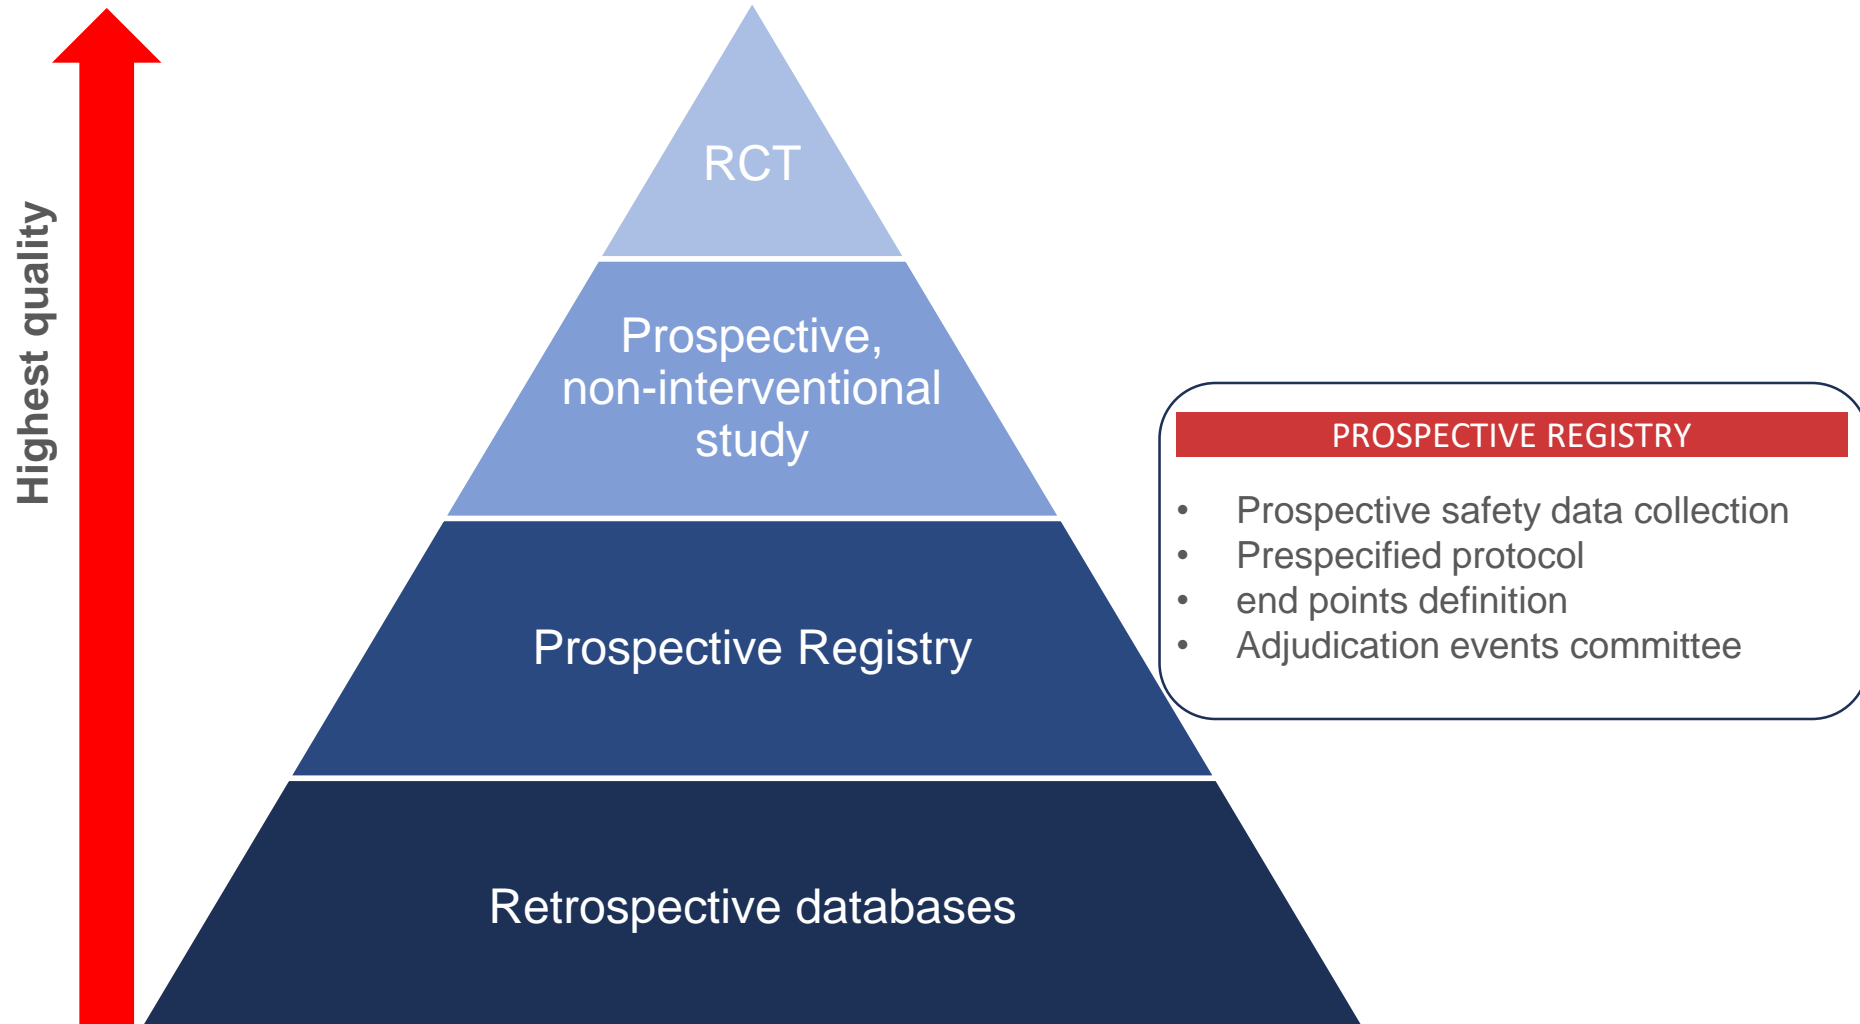 Highest quality
RCT
Prospective,
non-interventional
study
Prospective Registry
Retrospective databases
PROSPECTIVE REGISTRY
• Prospective safety data collection
• Prespecified protocol
• end points definition
• Adjudication events committee